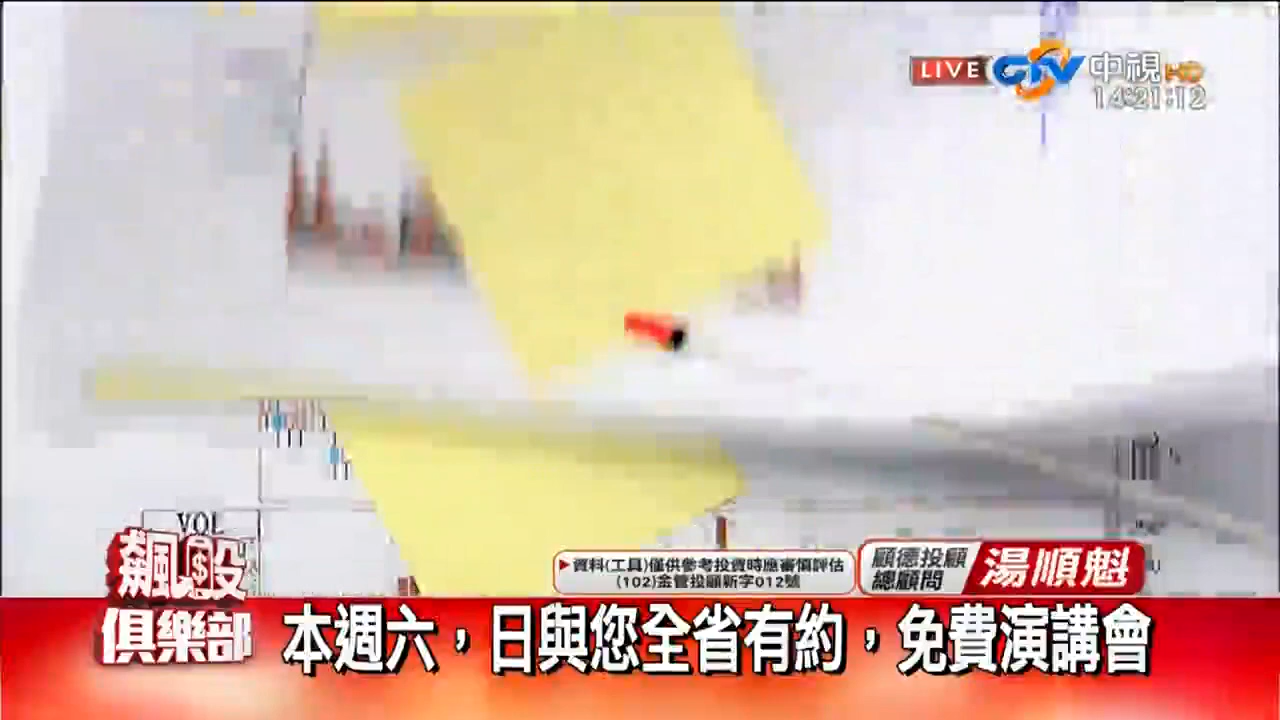 LIVE CTV 中視HD
14:21:12
VOL
飆股
俱樂部
資料(工具)僅供參考投資時應審慎評估
(102)金管投顧新字012號
顧德投顧
總顧問
湯順魁
本週六，日與您全省有約，免費演講會